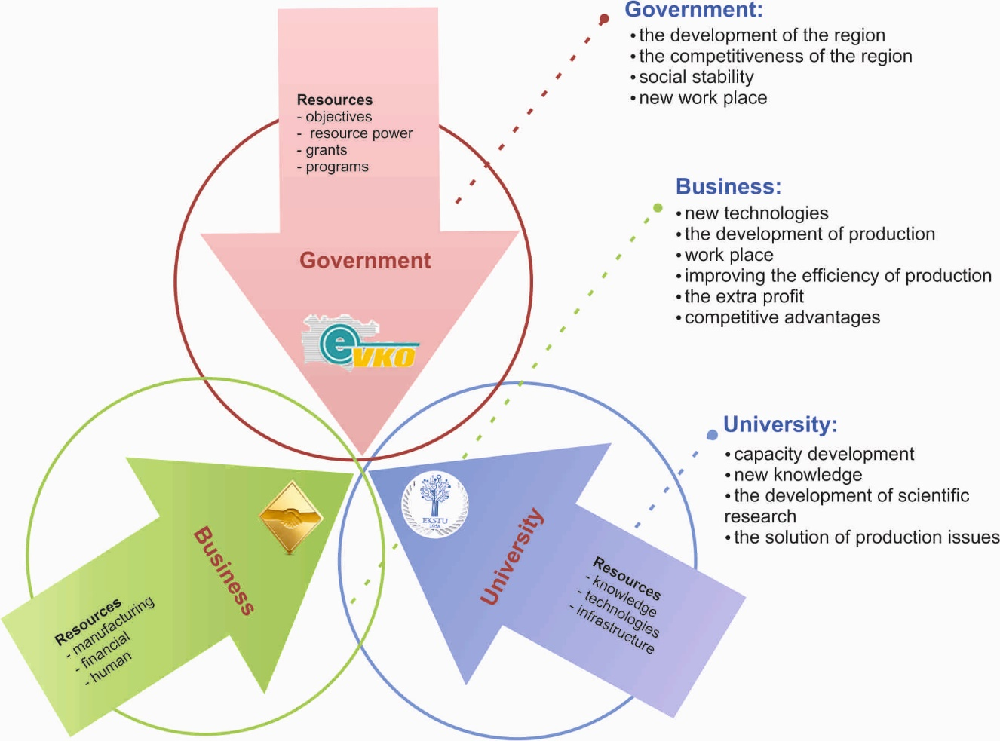 Government:
•the development of the region
•the competitiveness of the region
•social stability
•new work place
Resources
- objectives
- resource power
- grants
- programs
Government
eVKO
Business:
•new technologies
•the development of production
•work place
•improving the efficiency of production
•the extra profit
•competitive advantages
University:
•capacity development
•new knowledge
•the development of scientific
research
•the solution of production issues
Business
Resources
- manufacturing
- financial
- human
EKSTU
1958
University
Resources
- knowledge
- technologies
- infrastructure